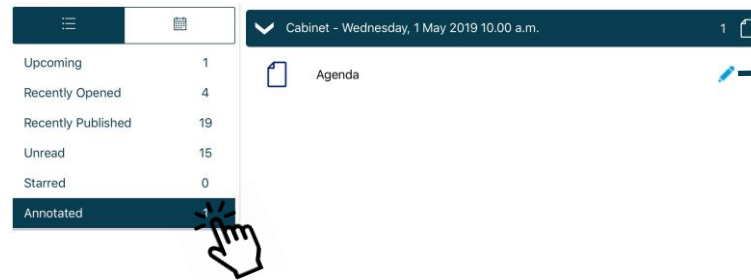 Upcoming 1
Recently Opened 4
Recently Published 19
Unread 15
Starred 0
Annotated 1
Cabinet - Wednesday, 1 May 2019 10.00 a.m. 1
Agenda